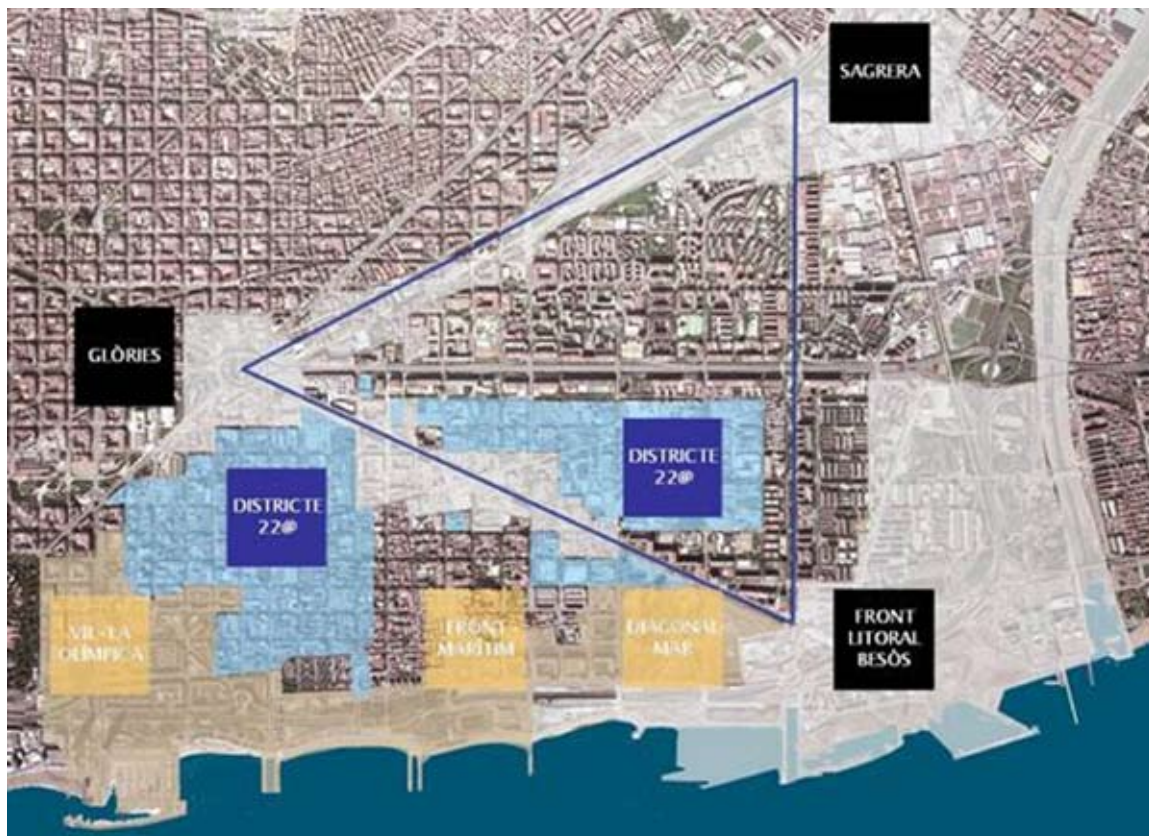 SAGRERA
GLÒRIES
DISTRICTE
22@
DISTRICTE
22@
VIL·LA
OLÍMPICA
FRONT
MARÍTIM
DIAGONAL
MAR
FRONT
LITORAL
BESÒS